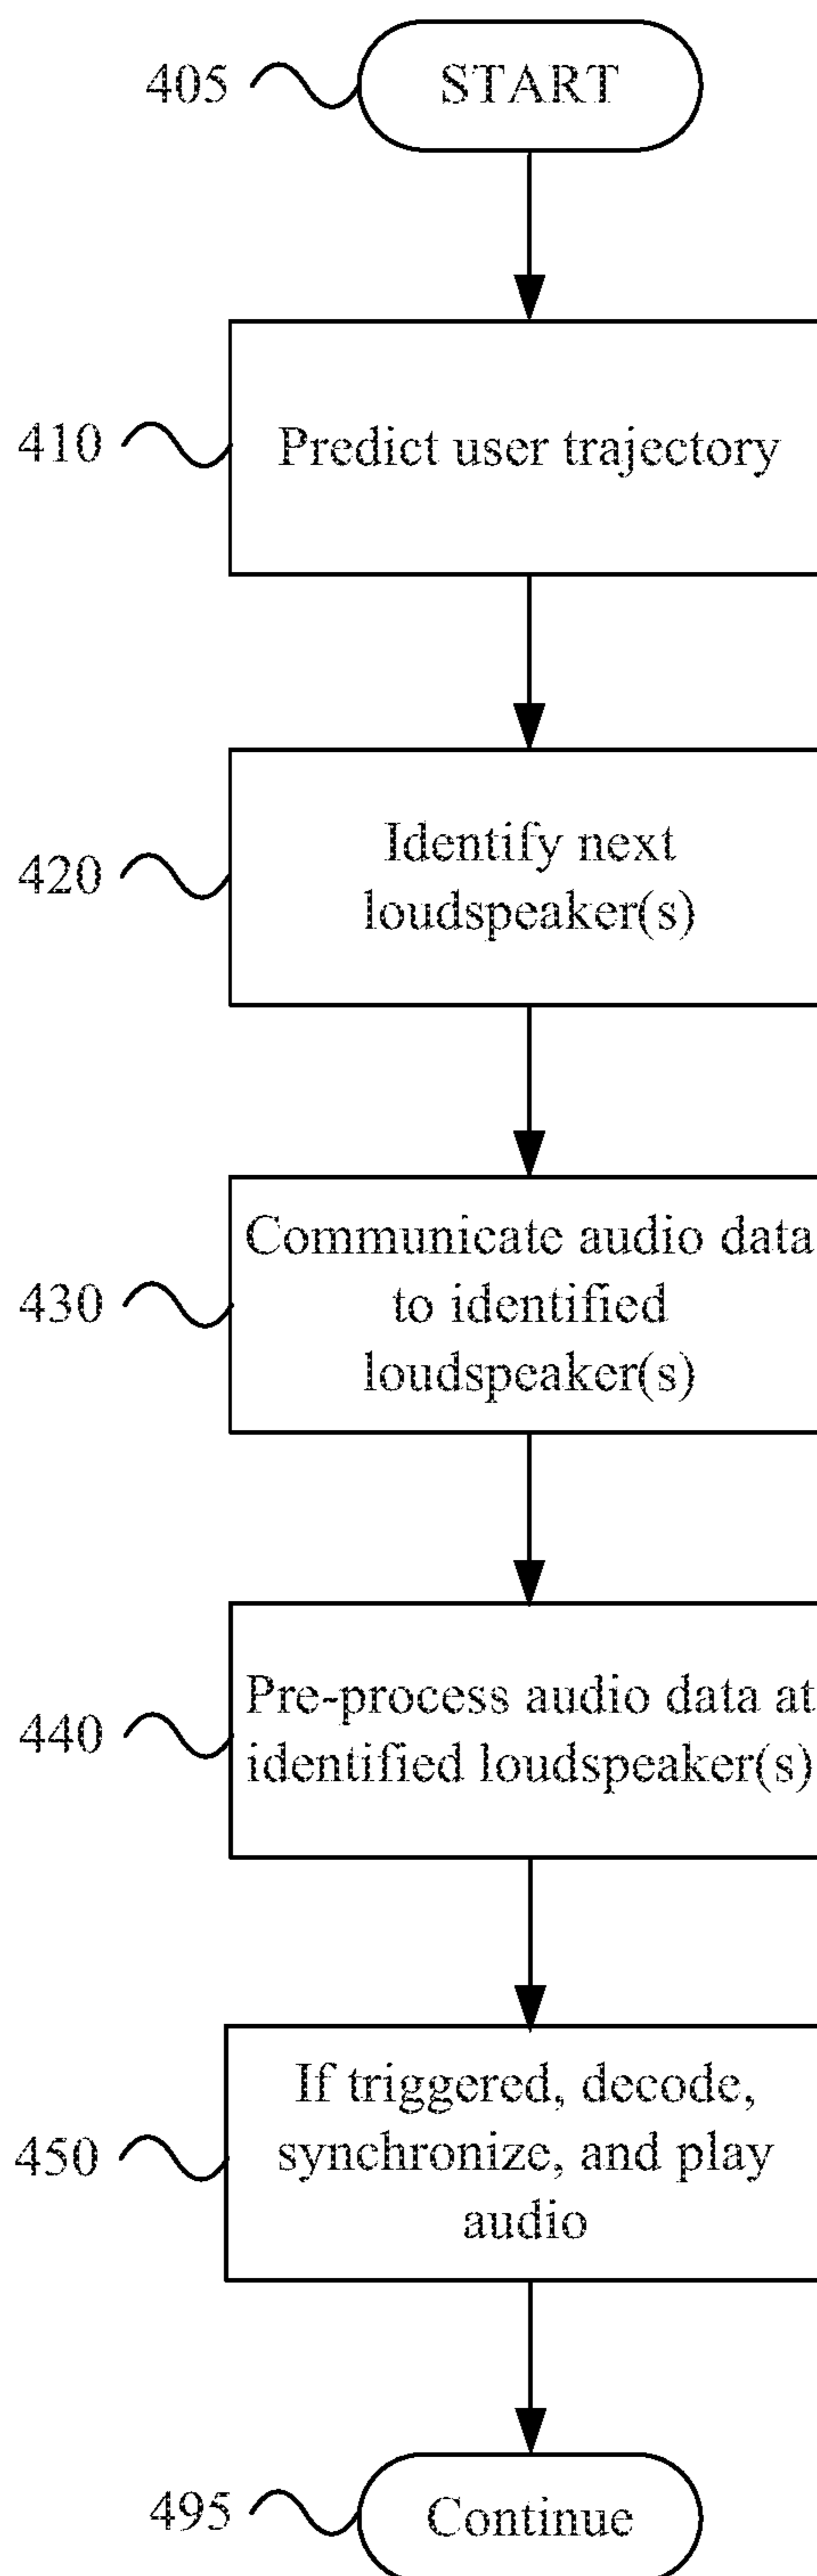 405
START
410
Predict user trajectory
420
Identify next
loudspeaker(s)
430
Communicate audio data
to identified
loudspeaker(s)
440
Pre-process audio data at
identified loudspeaker(s)
450
If triggered, decode,
synchronize, and play
audio
495
Continue